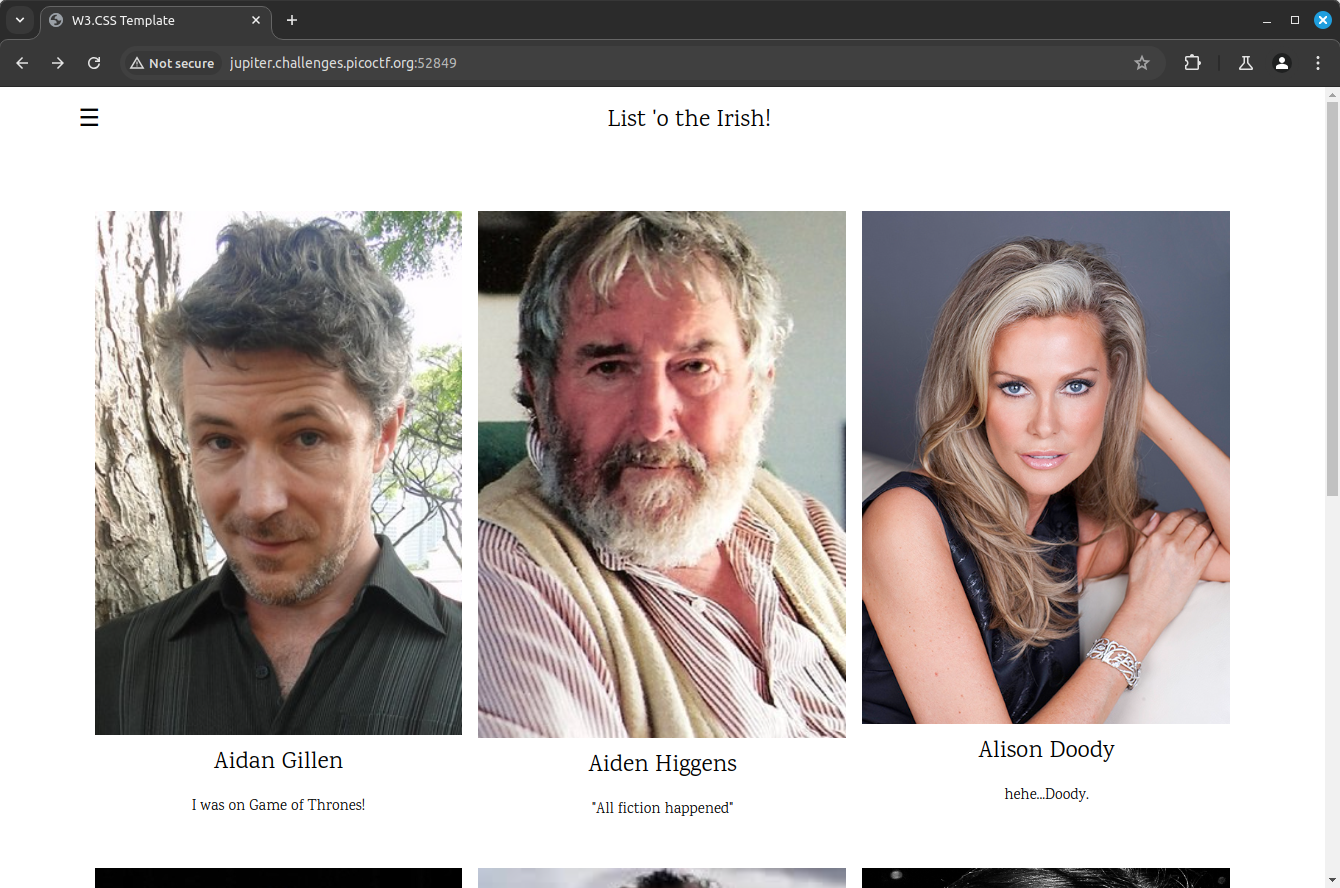 W3.CSS Template
Not secure jupiter.challenges.picoctf.org:52849
List 'o the Irish!
Aidan Gillen
I was on Game of Thrones!
Aiden Higgens
"All fiction happened"
Alison Doody
hehe...Doody.